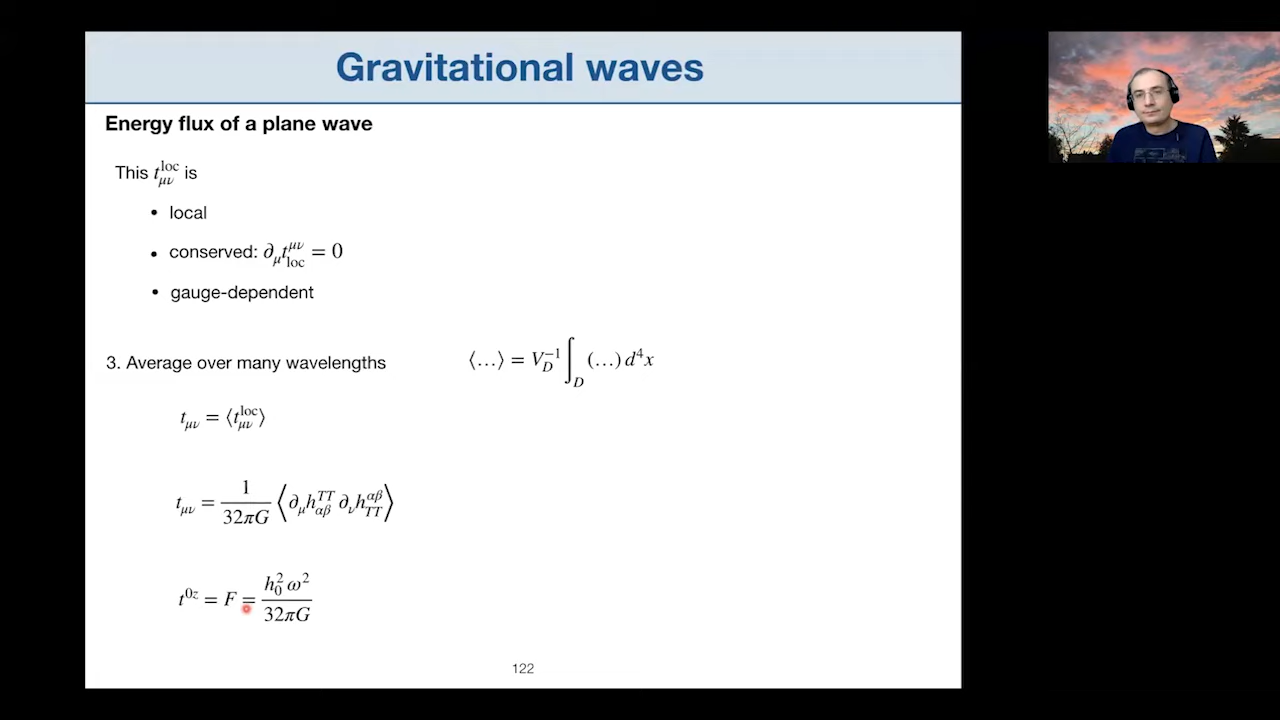 Gravitational waves
Energy flux of a plane wave
This $t_{\mu\nu}^{\text{loc}}$ is
• local
• conserved: $\partial_\mu t^{\mu\nu}_{\text{loc}} = 0$
• gauge-dependent
3. Average over many wavelengths $\langle \ldots \rangle = V_D^{-1} \int_D (\ldots) \, d^4x$
$t_{\mu\nu} = \langle t_{\mu\nu}^{\text{loc}} \rangle$
$t_{\mu\nu} = \frac{1}{32\pi G} \left\langle \partial_\mu h_{\alpha\beta}^{TT} \, \partial_\nu h^{\alpha\beta}_{TT} \right\rangle$
$t^{0z} = F = \frac{h_0^2 \, \omega^2}{32\pi G}$
122